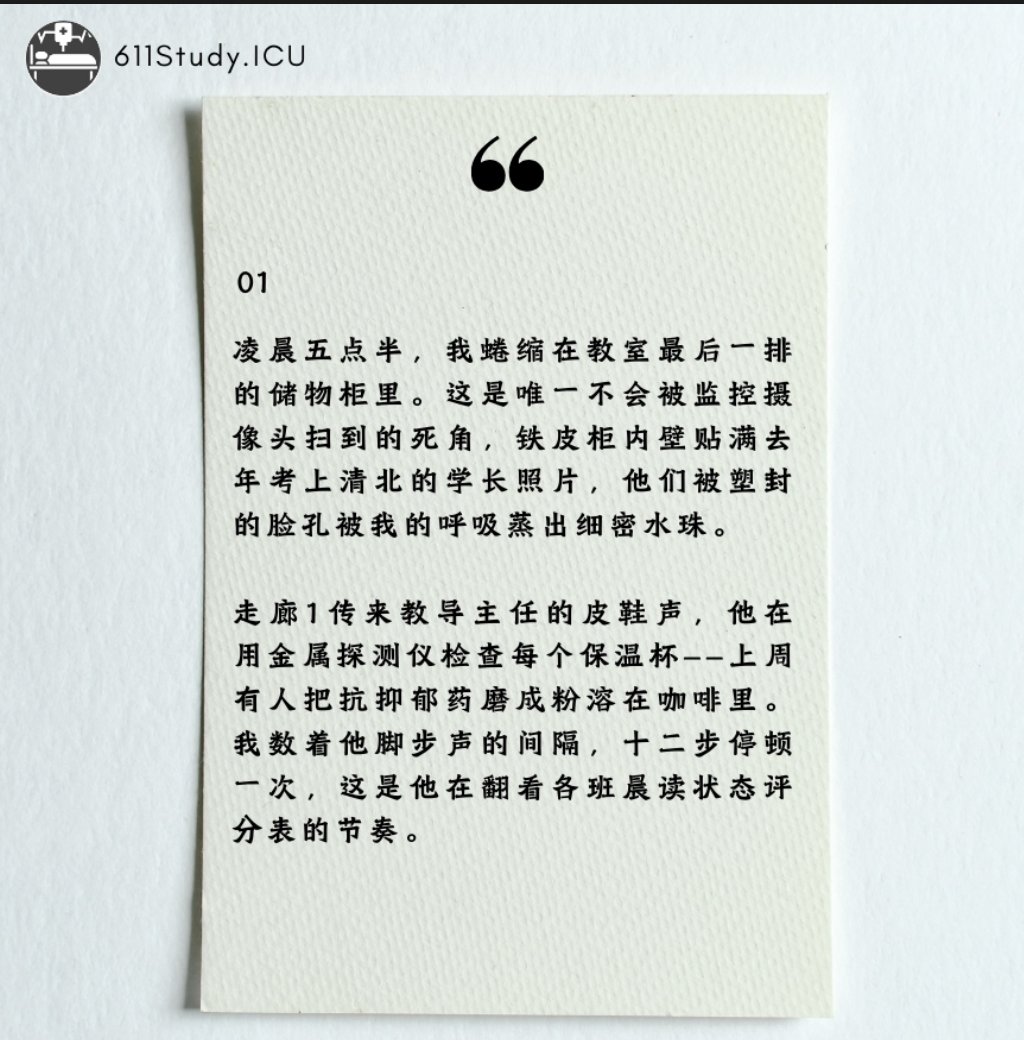 611Study.ICU
01
凌晨五点半，我蜷缩在教室最后一排
的储物柜里。这是唯一不会被监控摄
像头扫到的死角，铁皮柜内壁贴满去
年考上清北的学长照片，他们被塑封
的脸孔被我的呼吸蒸出细密水珠。
走廊1传来教导主任的皮鞋声，他在
用金属探测仪检查每个保温杯——上周
有人把抗抑郁药磨成粉溶在咖啡里。
我数着他脚步声的间隔，十二步停顿
一次，这是他在翻看各班晨读状态评
分表的节奏。